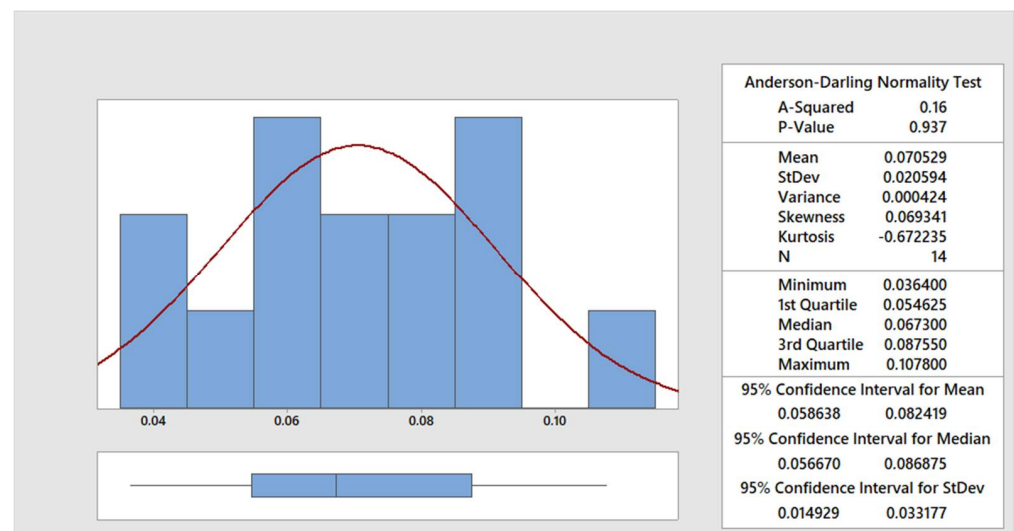 Anderson-Darling Normality Test
A-Squared 0.16
P-Value 0.937
Mean 0.070529
StDev 0.020594
Variance 0.000424
Skewness 0.069341
Kurtosis -0.672235
N 14
Minimum 0.036400
1st Quartile 0.054625
Median 0.067300
3rd Quartile 0.087550
Maximum 0.107800
95% Confidence Interval for Mean
0.058638 0.082419
95% Confidence Interval for Median
0.056670 0.086875
95% Confidence Interval for StDev
0.014929 0.033177
0.04 0.06 0.08 0.10